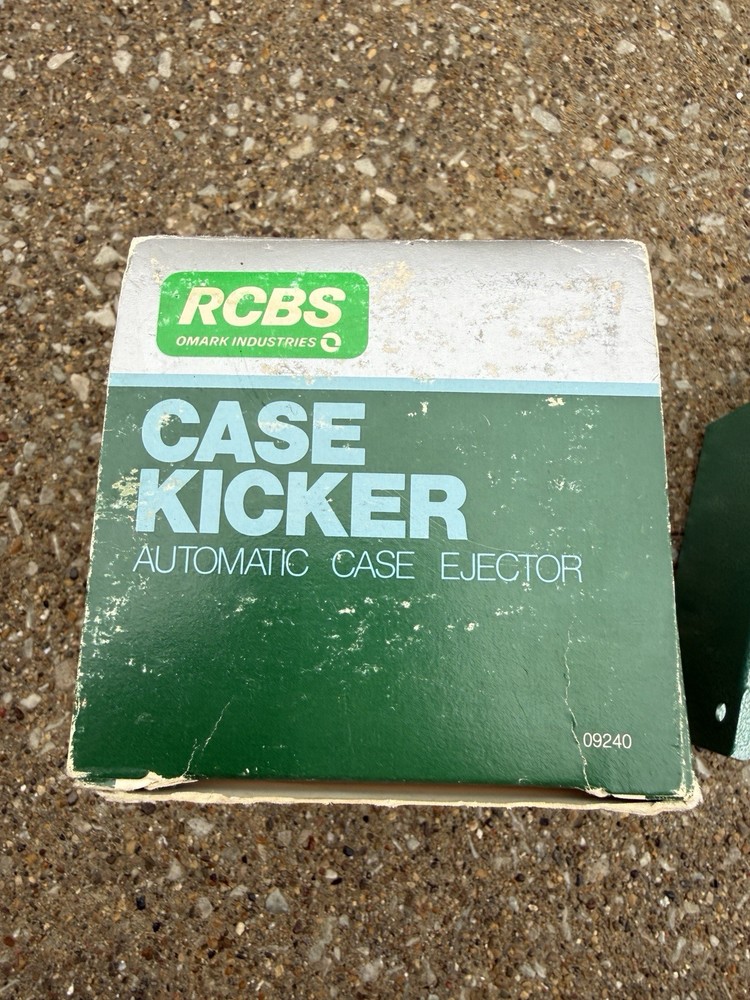 RCBS
OMARK INDUSTRIES
CASE
KICKER
AUTOMATIC CASE EJECTOR
09240